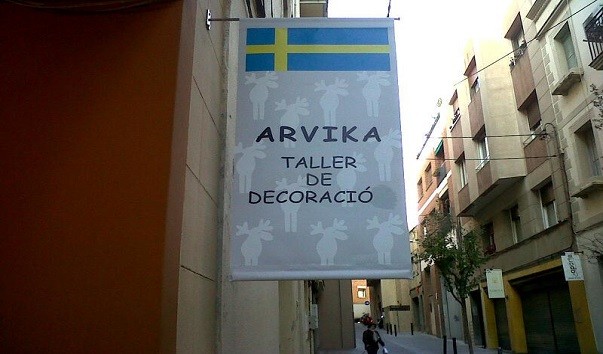 ARVIKA
TALLER
DE
DECORACIÓ